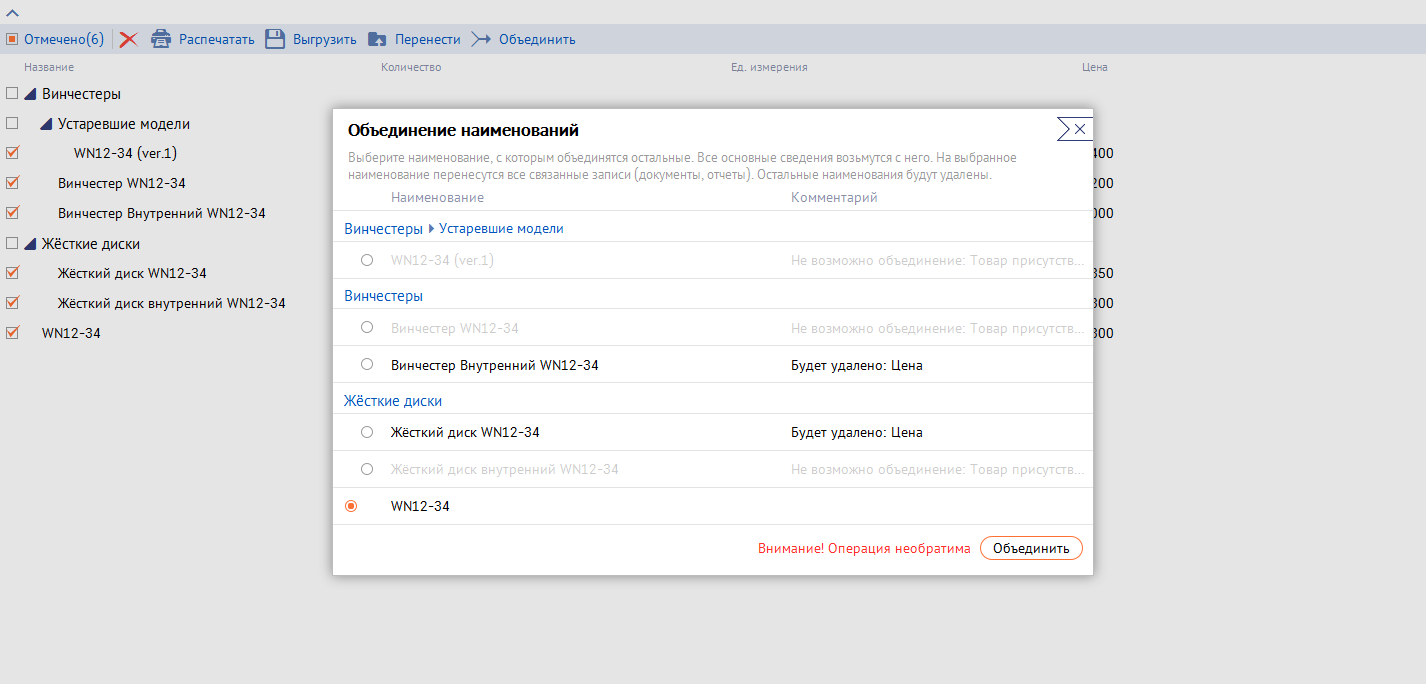 Отмечено(6) Распечатать Выгрузить Перенести Объединить
Название Количество Ед. измерения Цена
Винчестеры
Устаревшие модели
WN12-34 (ver.1)
Винчестер WN12-34
Винчестер Внутренний WN12-34
Жёсткие диски
Жёсткий диск WN12-34
Жёсткий диск внутренний WN12-34
WN12-34
400
200
000
350
300
300
Объединение наименований
Выберите наименование, с которым объединятся остальные. Все основные сведения возьмутся с него. На выбранное
наименование перенесутся все связанные записи (документы, отчеты). Остальные наименования будут удалены.
Наименование Комментарий
Винчестеры Устаревшие модели
WN12-34 (ver.1) Не возможно объединение: Товар присутств...
Винчестеры
Винчестер WN12-34 Не возможно объединение: Товар присутств...
Винчестер Внутренний WN12-34 Будет удалено: Цена
Жёсткие диски
Жёсткий диск WN12-34 Будет удалено: Цена
Жёсткий диск внутренний WN12-34 Не возможно объединение: Товар присутств...
WN12-34
Внимание! Операция необратима Объединить